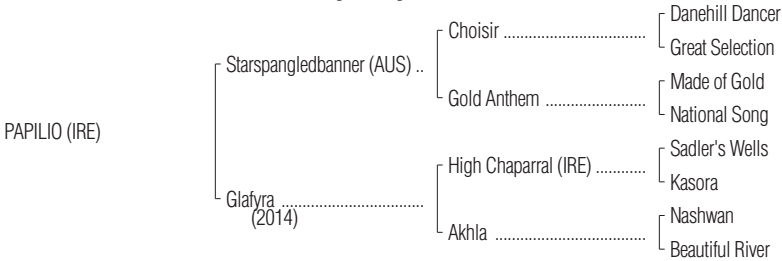 Danehill Dancer
Choisir ................................
Great Selection
Starspangledbanner (AUS) ..
Made of Gold
Gold Anthem .......................
National Song
PAPILIO (IRE)
Sadler's Wells
High Chaparral (IRE) ............
Kasora
Glafyra ................................
(2014)
Nashwan
Akhla ..................................
Beautiful River